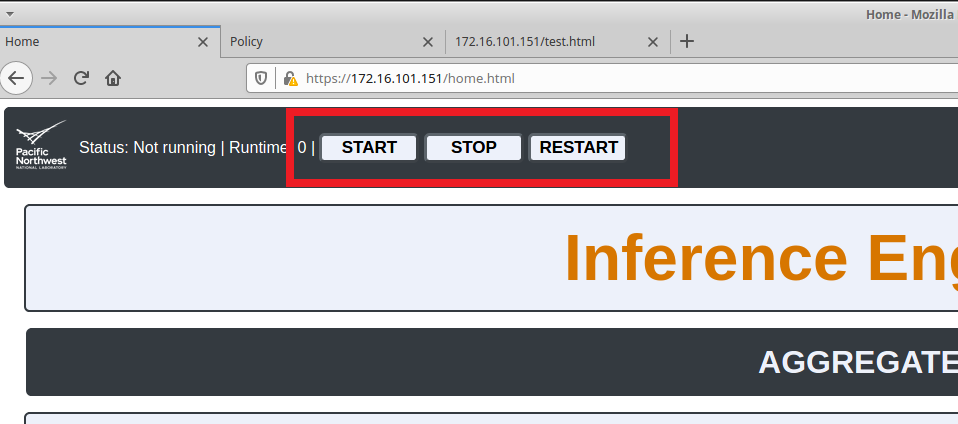 Home - Mozilla
Home
Policy
172.16.101.151/test.html
https://172.16.101.151/home.html
Pacific
Northwest
NATIONAL LABORATORY
Status: Not running | Runtime: 0 | START STOP RESTART
Inference Eng
AGGREGATE